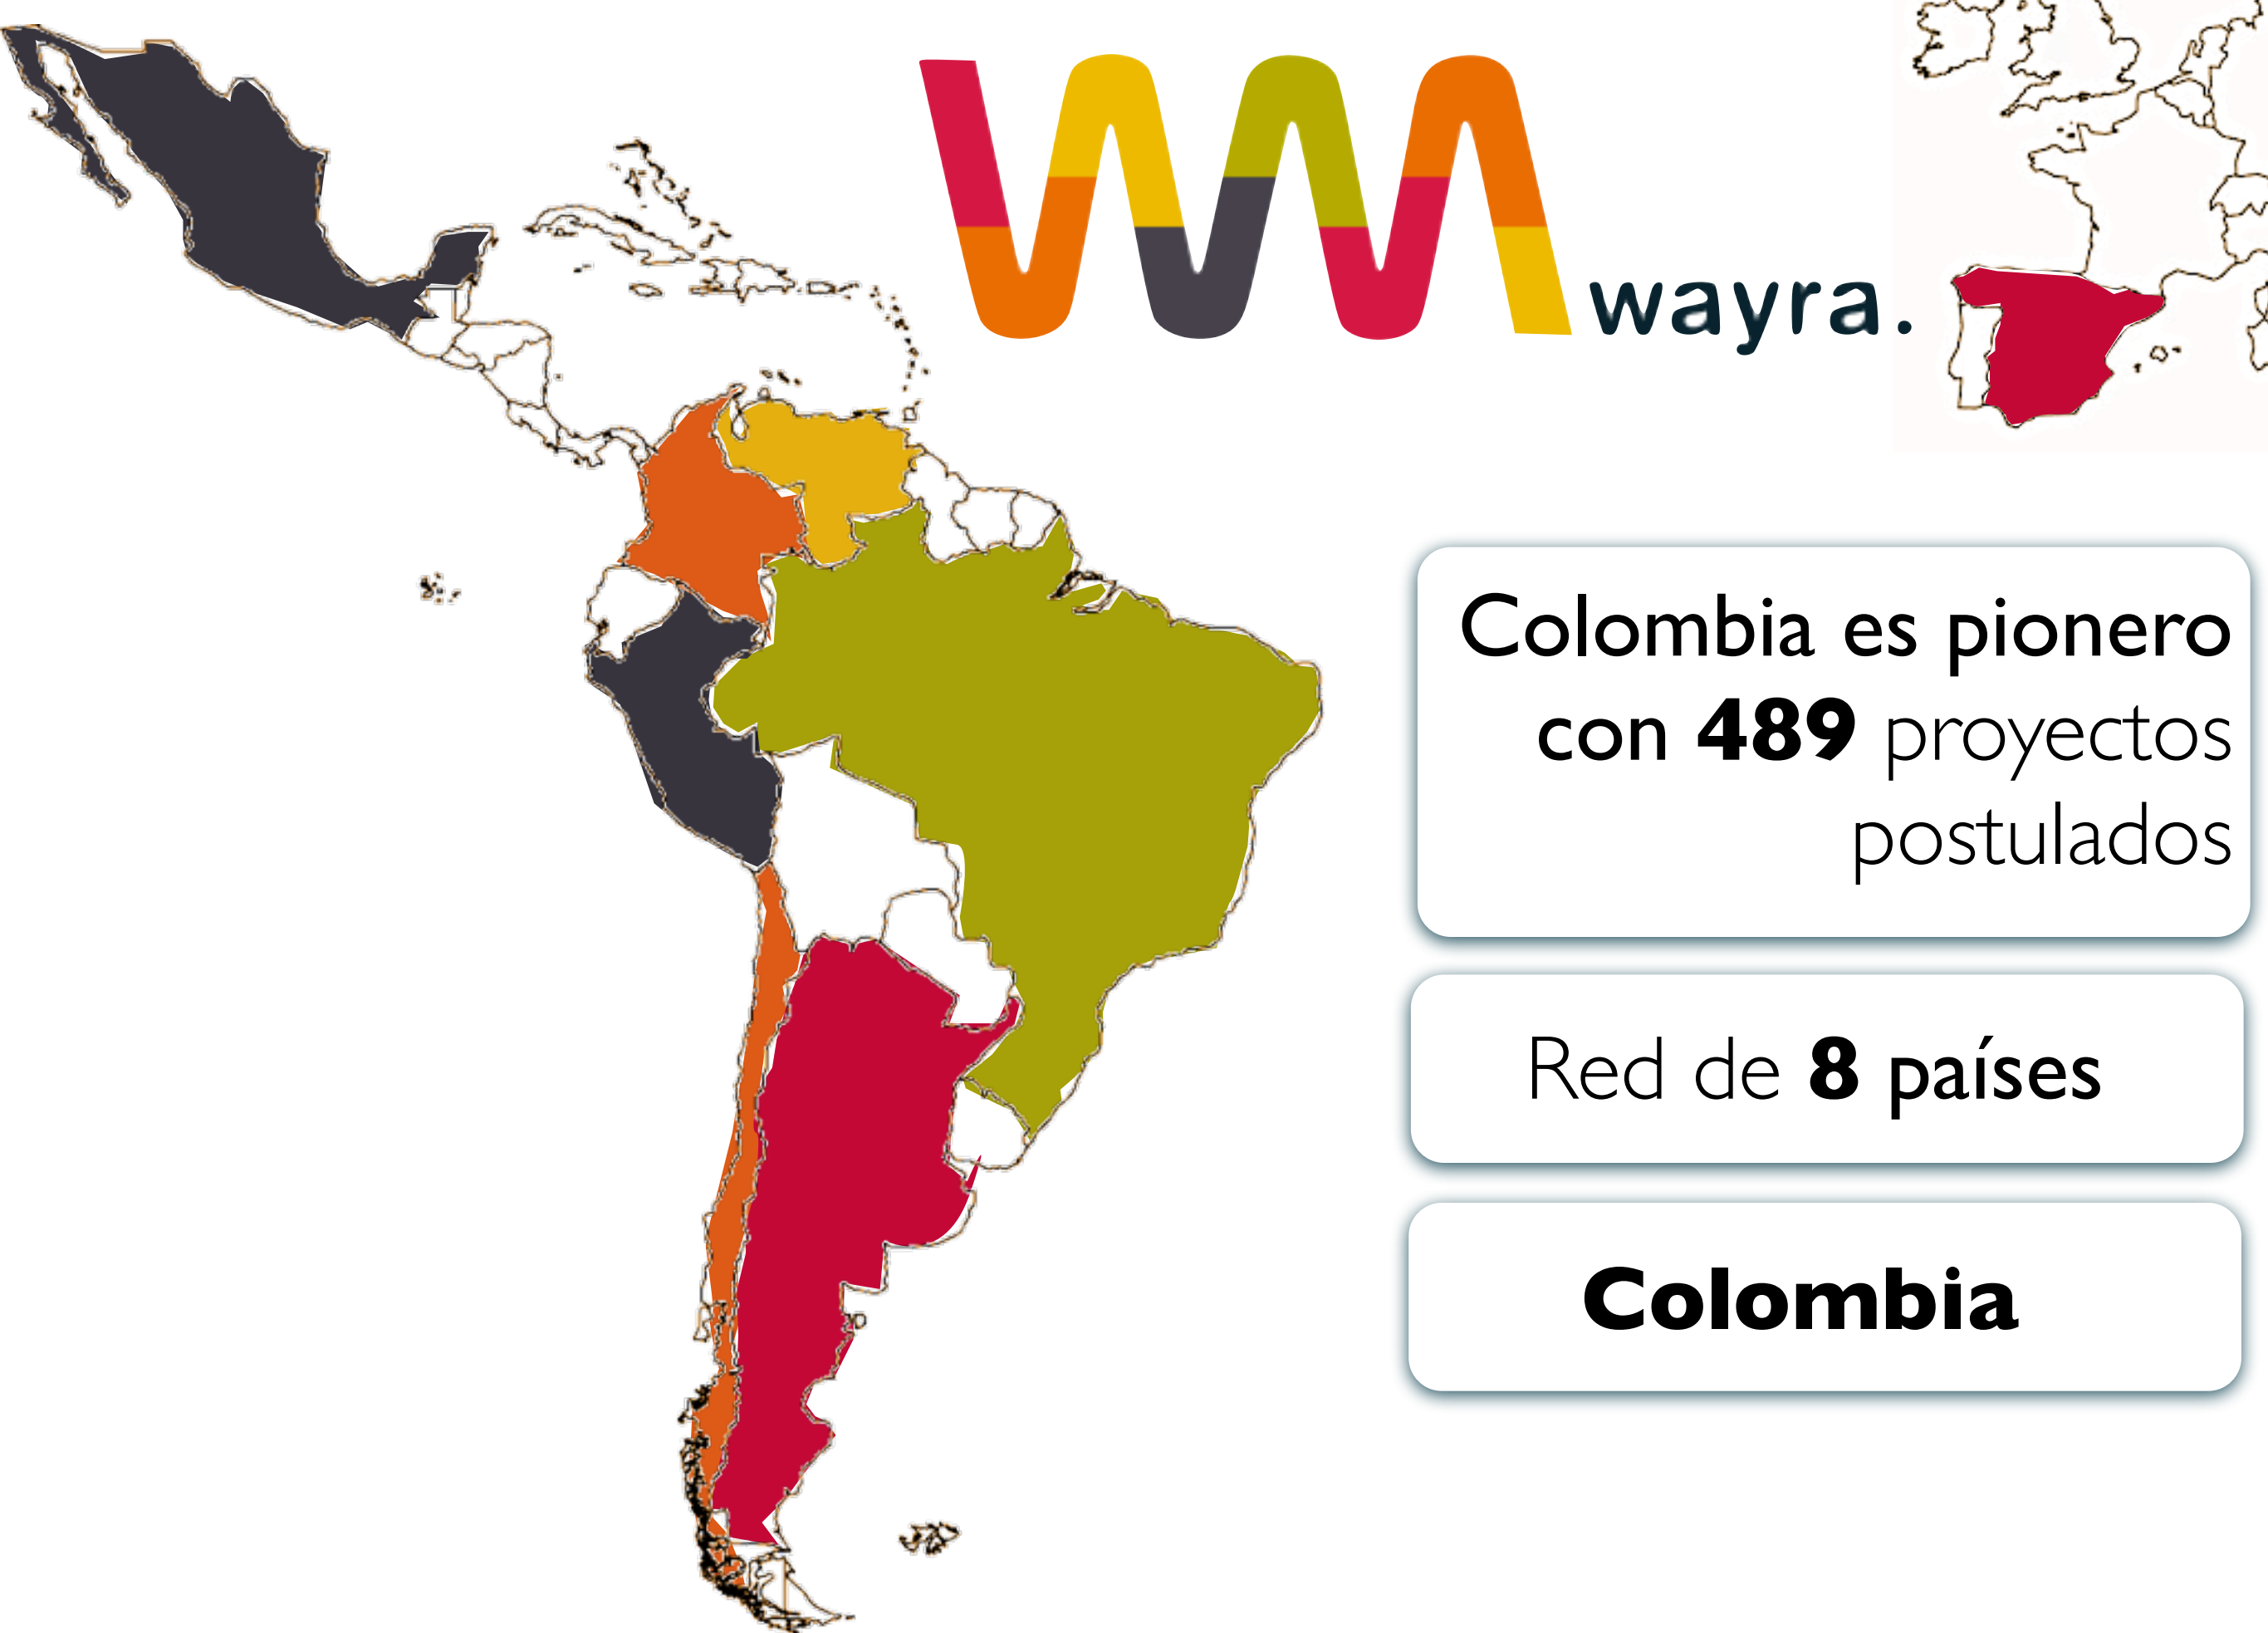 wayra.
Colombia es pionero
con 489 proyectos
postulados
Red de 8 países
Colombia